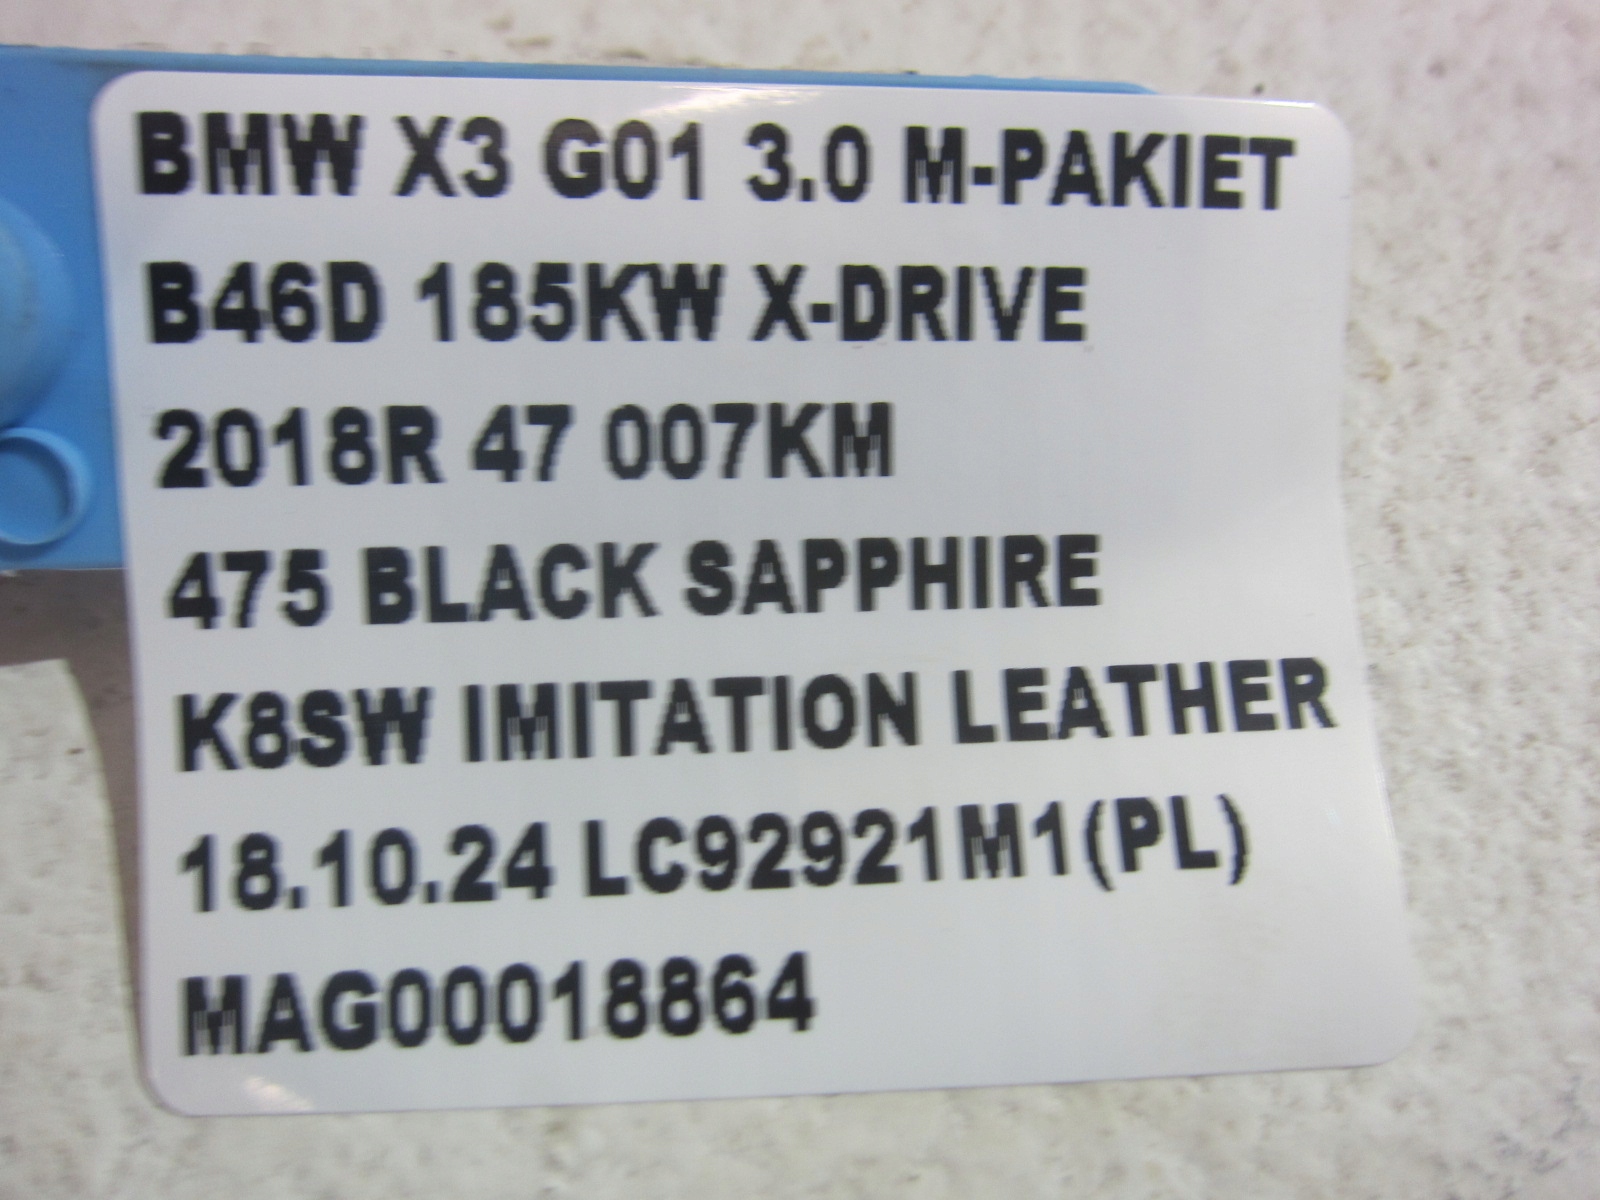 BMW X3 G01 3.0 M-PAKIET
B46D 185KW X-DRIVE
2018R 47 007KM
475 BLACK SAPPHIRE
K8SW IMITATION LEATHER
18.10.24 LC92921M1(PL)
MAG00018864